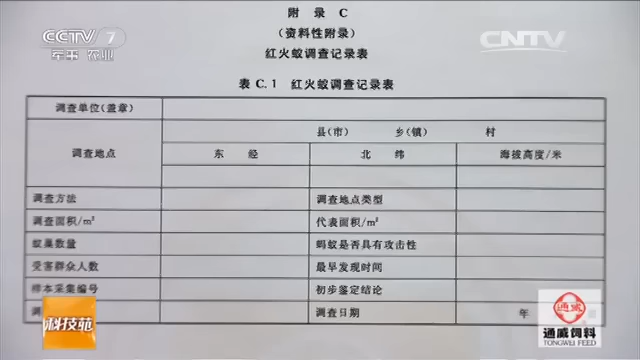 CCTV 7
军事·农业
CNTV
附 录 C
(资料性附录)
红火蚁调查记录表
表 C.1 红火蚁调查记录表
调查单位(盖章)
调查地点
县(市) 乡(镇) 村
东 经 北 纬 海拔高度/米
调查方法 调查地点类型
调查面积/m² 代表面积/m²
蚁巢数量 蚂蚁是否具有攻击性
受害群众人数 最早发现时间
样本采集编号 初步鉴定结论
调 调查日期 年
科技苑
通威
通威饲料
TONGWEI FEED